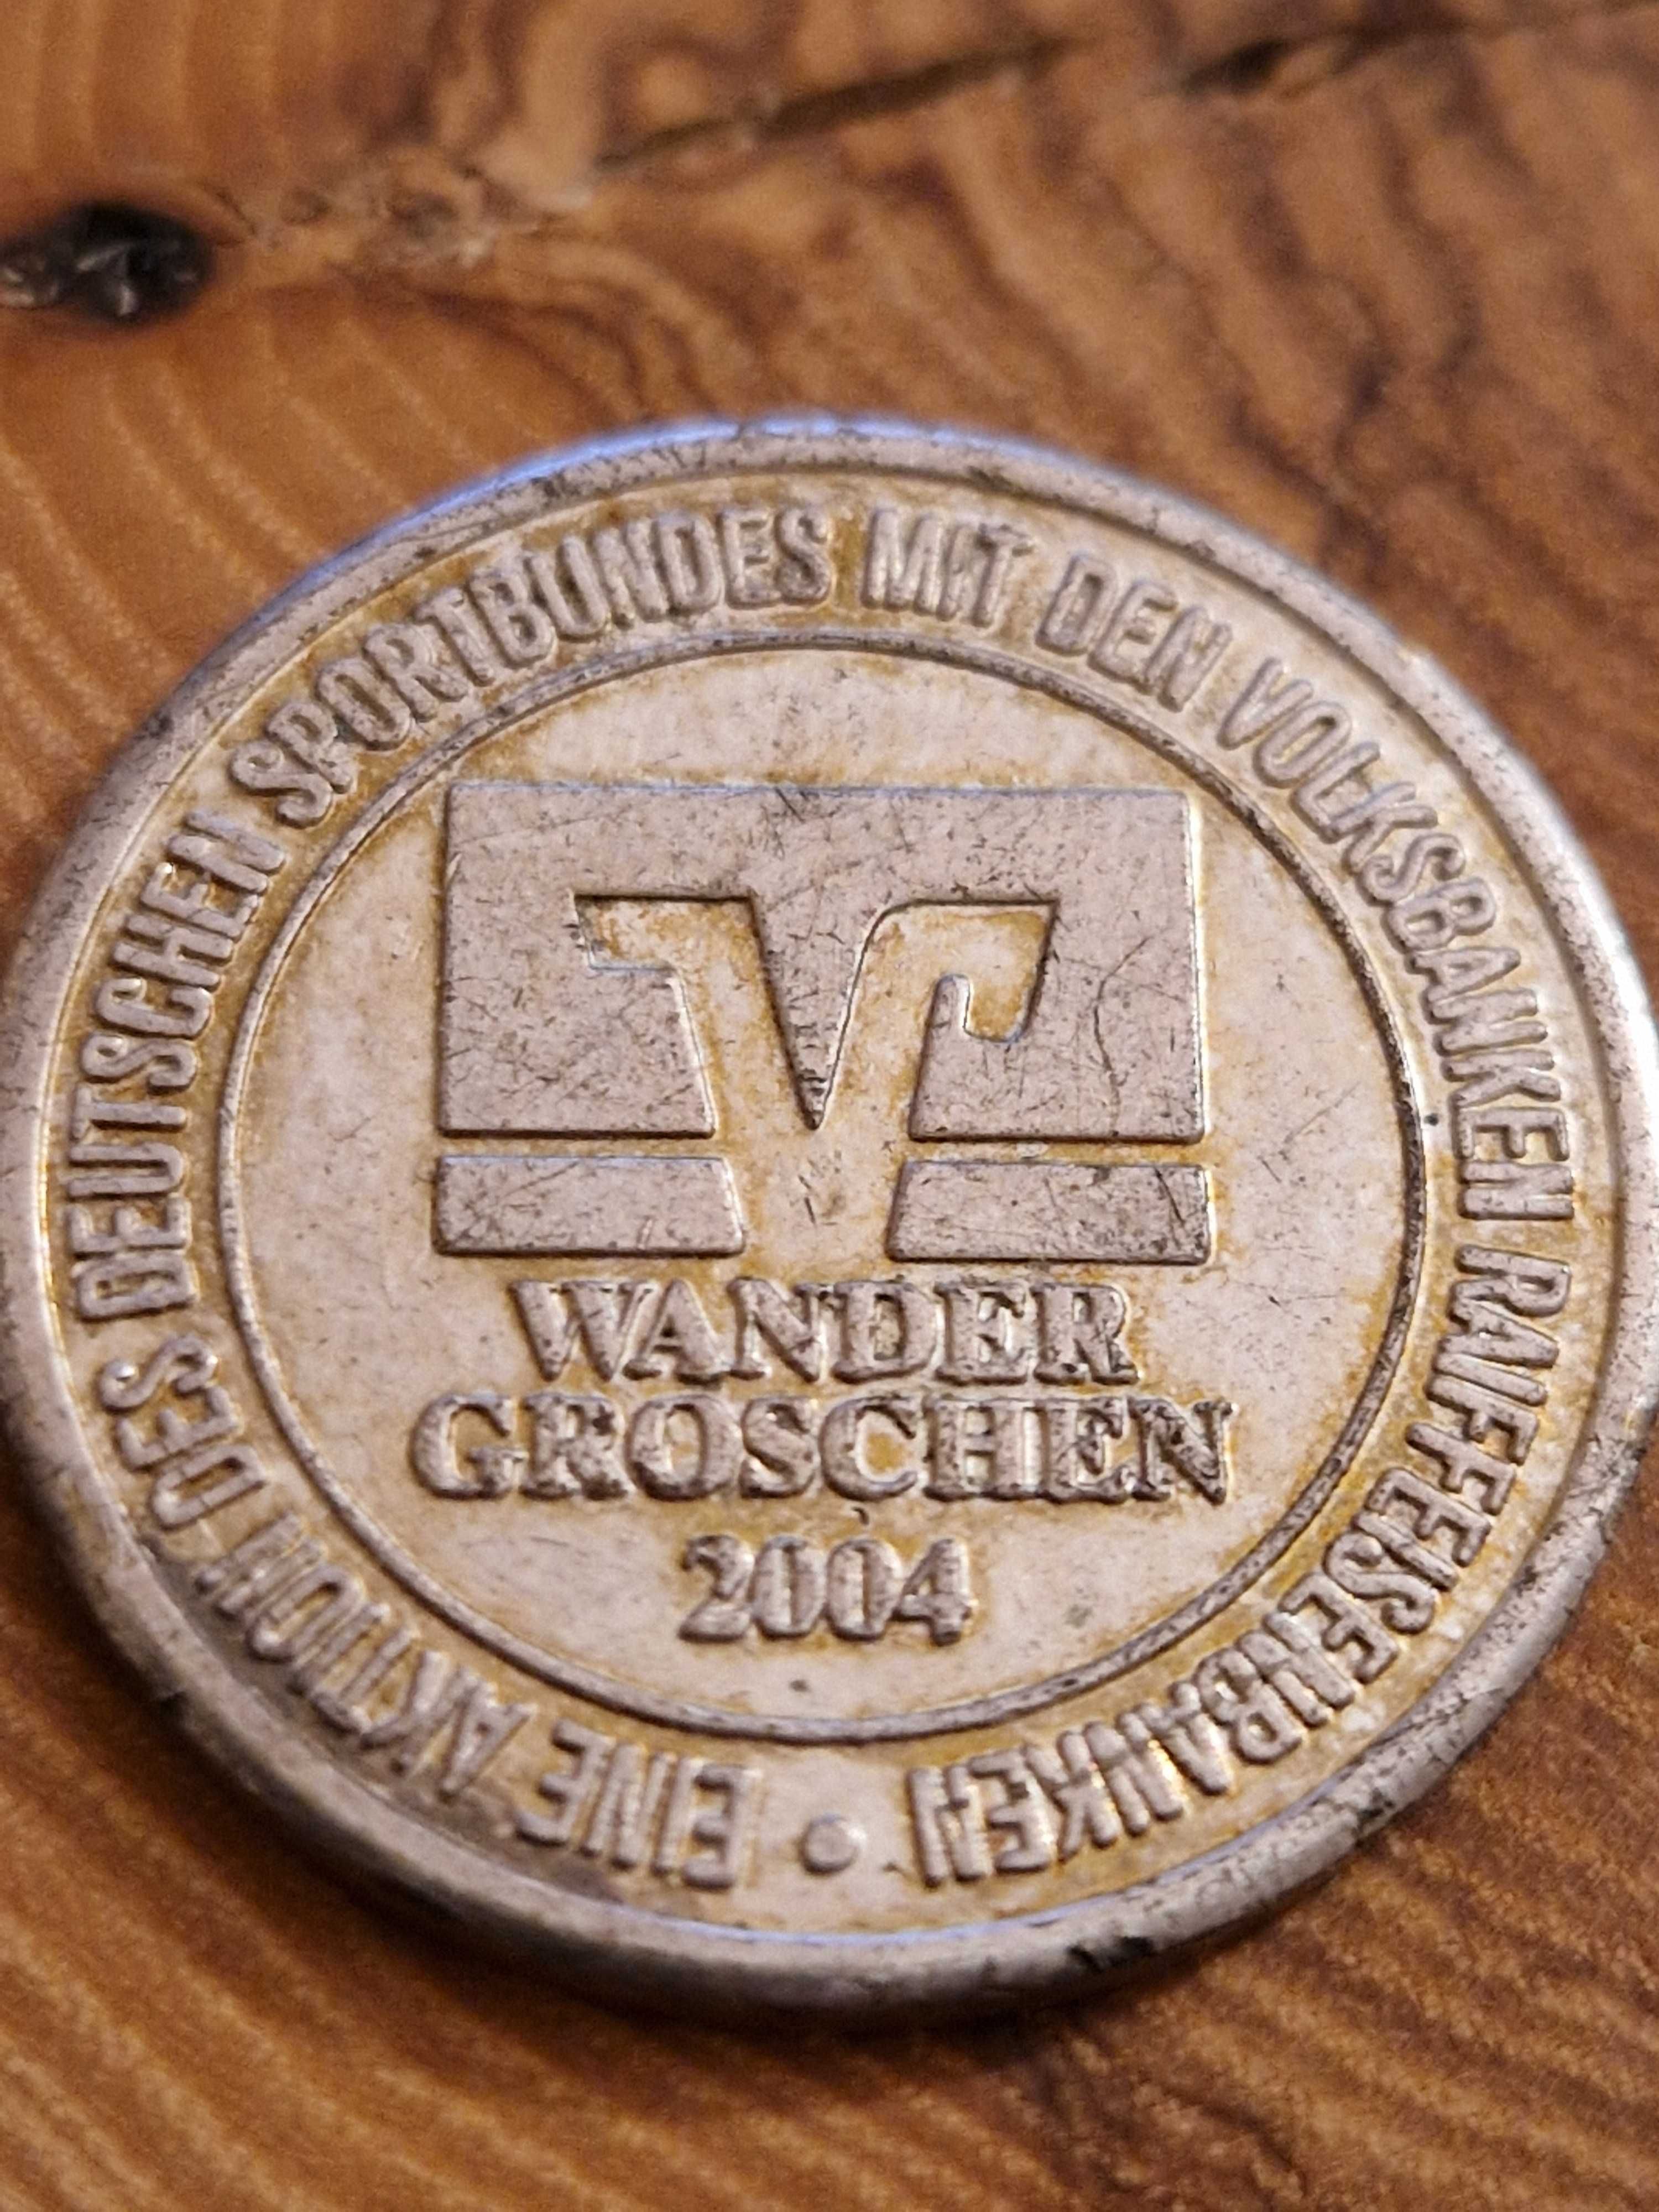 EINE AKTION DES DEUTSCHEN SPORTBUNDES MIT DEN VOLKSBANKEN RAIFFEISENBANKEN •
WANDER
GROSCHEN
2004